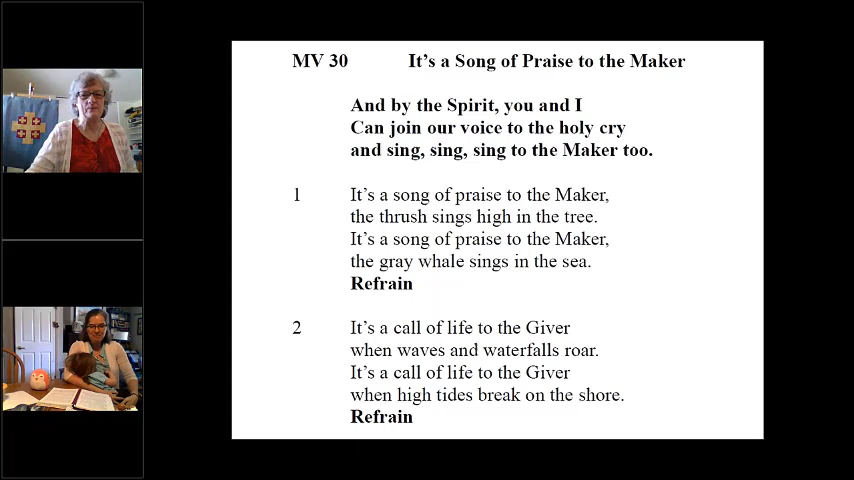 MV 30 It's a Song of Praise to the Maker
And by the Spirit, you and I
Can join our voice to the holy cry
and sing, sing, sing to the Maker too.
1 It's a song of praise to the Maker,
the thrush sings high in the tree.
It's a song of praise to the Maker,
the gray whale sings in the sea.
Refrain
2 It's a call of life to the Giver
when waves and waterfalls roar.
It's a call of life to the Giver
when high tides break on the shore.
Refrain